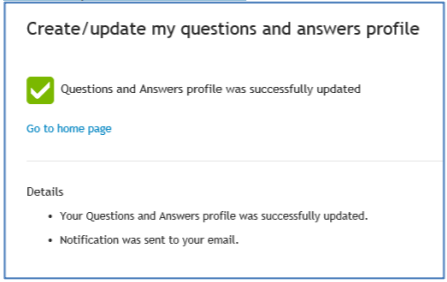 Create/update my questions and answers profile
Questions and Answers profile was successfully updated
Go to home page
Details
• Your Questions and Answers profile was successfully updated.
• Notification was sent to your email.